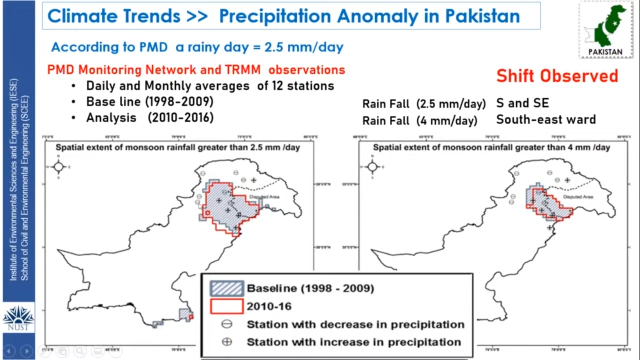 Climate Trends >> Precipitation Anomaly in Pakistan
PAKISTAN
According to PMD a rainy day = 2.5 mm/day
PMD Monitoring Network and TRMM observations
• Daily and Monthly averages of 12 stations
• Base line (1998-2009)
• Analysis (2010-2016)
Shift Observed
Rain Fall (2.5 mm/day) S and SE
Rain Fall (4 mm/day) South-east ward
Spatial extent of monsoon rainfall greater than 2.5 mm /day
Disputed Area
Spatial extent of monsoon rainfall greater than 4 mm /day
Disputed Area
Baseline (1998 - 2009)
2010-16
Station with decrease in precipitation
Station with increase in precipitation
Institute of Environmental Sciences and Engineering (IESE)
School of Civil and Environmental Engineering (SCEE)
NUST